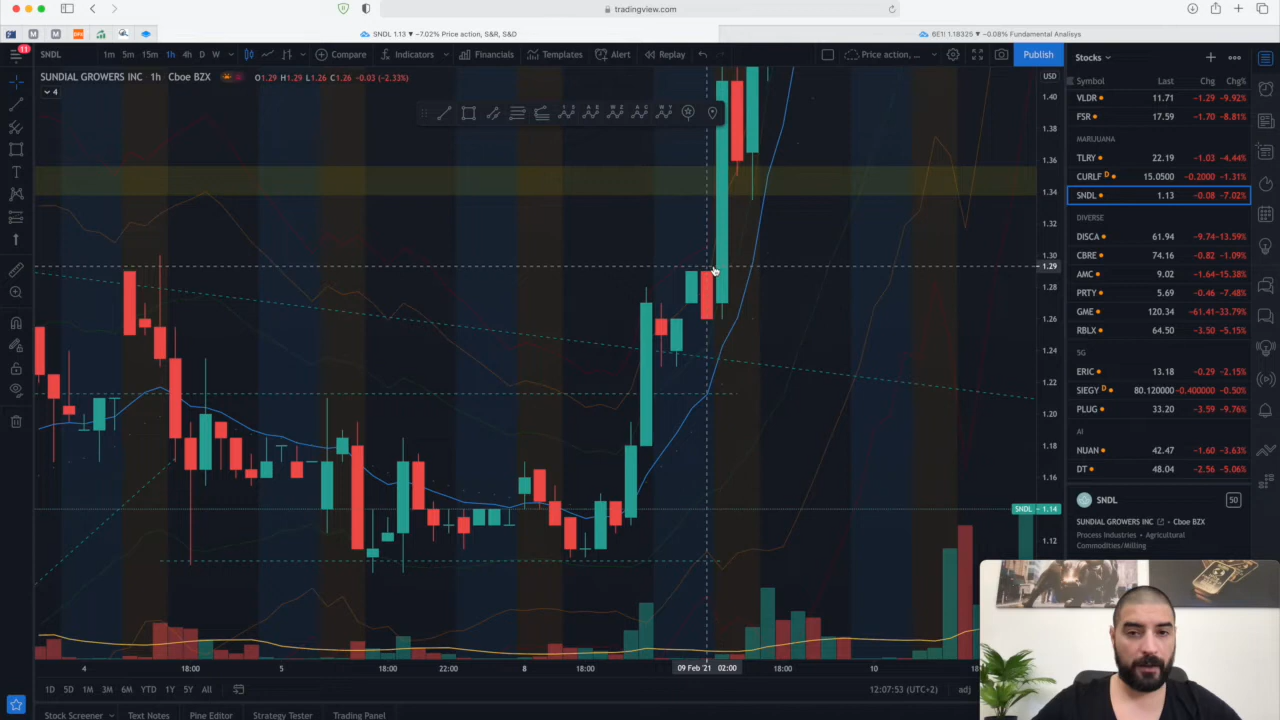 tradingview.com
SNDL 1.13 ▼ −7.02% Price action, S&R, S&D
6E1! 1.18325 ▼ −0.08% Fundamental Analisys
11
SNDL
1m 5m 15m 1h 4h D W
Compare
Indicators
Financials
Templates
Alert
Replay
Price action, ...
Publish
Stocks
SUNDIAL GROWERS INC 1h Cboe BZX
O1.29 H1.29 L1.26 C1.26 −0.03 (−2.33%)
4
USD
1.40
1.38
1.36
1.34
1.32
1.30
1.29
1.28
1.26
1.24
1.22
1.20
1.18
1.16
SNDL 1.14
1.12
Symbol Last Chg Chg%
VLDR 11.71 −1.29 −9.92%
FSR 17.59 −1.70 −8.81%
MARIJUANA
TLRY 22.19 −1.03 −4.44%
CURLF D 15.0500 −0.2000 −1.31%
SNDL 1.13 −0.08 −7.02%
DIVERSE
DISCA 61.94 −9.74 −13.59%
CBRE 74.16 −0.82 −1.09%
AMC 9.02 −1.64 −15.38%
PRTY 5.69 −0.46 −7.48%
GME 120.34 −61.41 −33.79%
RBLX 64.50 −3.50 −5.15%
5G
ERIC 13.18 −0.29 −2.15%
SIEGY D 80.120000 −0.400000 −0.50%
PLUG 33.20 −3.59 −9.76%
AI
NUAN 42.47 −1.60 −3.63%
DT 48.04 −2.56 −5.06%
SNDL
50
SUNDIAL GROWERS INC • Cboe BZX
Process Industries • Agricultural
Commodities/Milling
4 18:00 5 18:00 22:00 8 18:00 09 Feb '21 02:00 18:00 10
1D 5D 1M 3M 6M YTD 1Y 5Y All
12:07:53 (UTC+2)
adj
Stock Screener
Text Notes
Pine Editor
Strategy Tester
Trading Panel